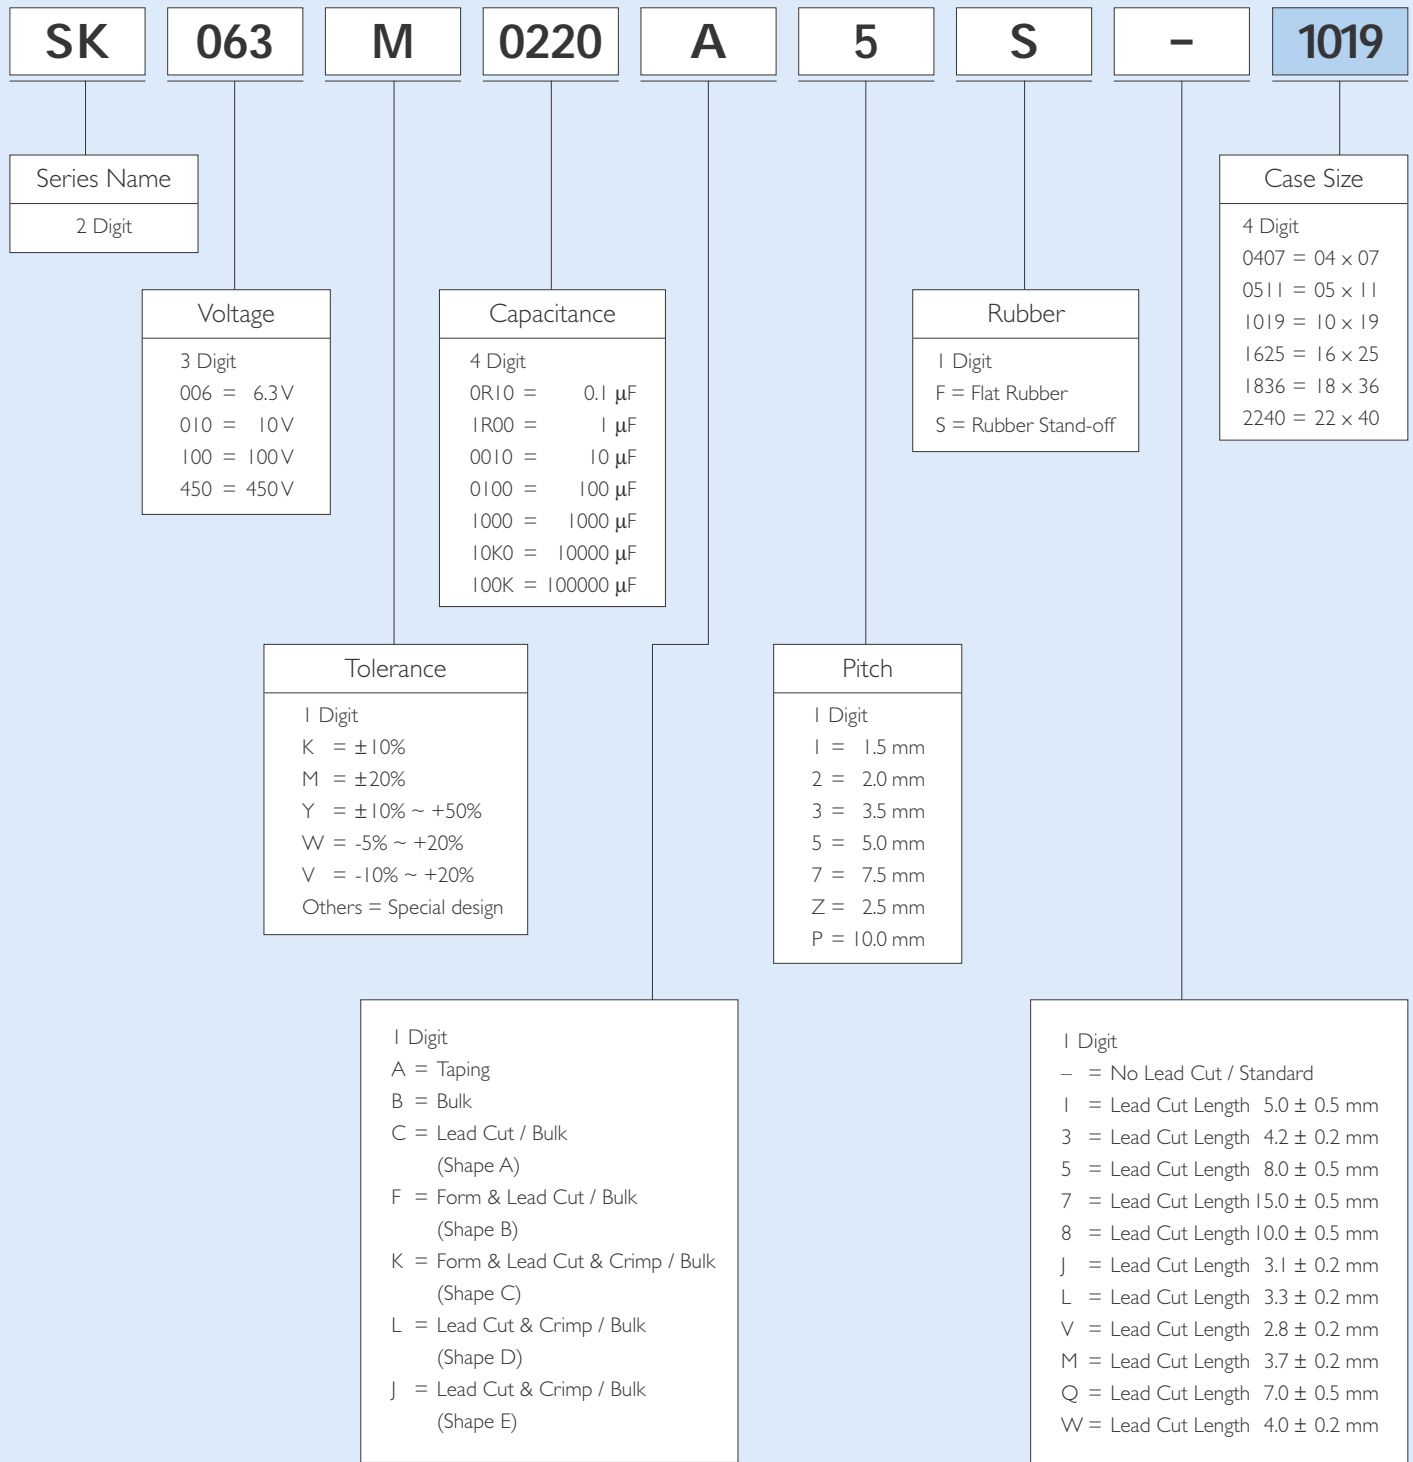 SK 063 M 0220 A 5 S – 1019
Series Name
2 Digit
Case Size
4 Digit
0407 = 04 x 07
0511 = 05 x 11
1019 = 10 x 19
1625 = 16 x 25
1836 = 18 x 36
2240 = 22 x 40
Voltage
3 Digit
006 = 6.3 V
010 = 10 V
100 = 100 V
450 = 450 V
Capacitance
4 Digit
0R10 = 0.1 µF
1R00 = 1 µF
0010 = 10 µF
0100 = 100 µF
1000 = 1000 µF
10K0 = 10000 µF
100K = 100000 µF
Rubber
1 Digit
F = Flat Rubber
S = Rubber Stand-off
Tolerance
1 Digit
K = ±10%
M = ±20%
Y = ±10% ~ +50%
W = -5% ~ +20%
V = -10% ~ +20%
Others = Special design
Pitch
1 Digit
1 = 1.5 mm
2 = 2.0 mm
3 = 3.5 mm
5 = 5.0 mm
7 = 7.5 mm
Z = 2.5 mm
P = 10.0 mm
1 Digit
A = Taping
B = Bulk
C = Lead Cut / Bulk
(Shape A)
F = Form & Lead Cut / Bulk
(Shape B)
K = Form & Lead Cut & Crimp / Bulk
(Shape C)
L = Lead Cut & Crimp / Bulk
(Shape D)
J = Lead Cut & Crimp / Bulk
(Shape E)
1 Digit
– = No Lead Cut / Standard
1 = Lead Cut Length 5.0 ± 0.5 mm
3 = Lead Cut Length 4.2 ± 0.2 mm
5 = Lead Cut Length 8.0 ± 0.5 mm
7 = Lead Cut Length 15.0 ± 0.5 mm
8 = Lead Cut Length 10.0 ± 0.5 mm
J = Lead Cut Length 3.1 ± 0.2 mm
L = Lead Cut Length 3.3 ± 0.2 mm
V = Lead Cut Length 2.8 ± 0.2 mm
M = Lead Cut Length 3.7 ± 0.2 mm
Q = Lead Cut Length 7.0 ± 0.5 mm
W = Lead Cut Length 4.0 ± 0.2 mm